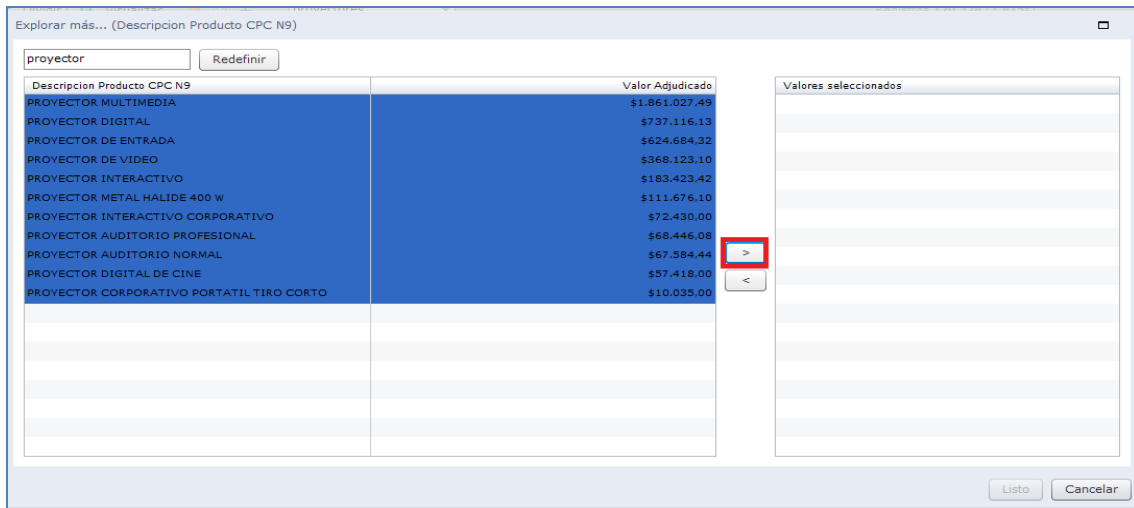 Explorar más... (Descripcion Producto CPC N9)
proyector Redefinir
Descripcion Producto CPC N9 Valor Adjudicado Valores seleccionados
PROYECTOR MULTIMEDIA $1.861.027,49
PROYECTOR DIGITAL $737.116,13
PROYECTOR DE ENTRADA $624.684,32
PROYECTOR DE VIDEO $368.123,10
PROYECTOR INTERACTIVO $183.423,42
PROYECTOR METAL HALIDE 400 W $111.676,10
PROYECTOR INTERACTIVO CORPORATIVO $72.430,00
PROYECTOR AUDITORIO PROFESIONAL $68.446,08
PROYECTOR AUDITORIO NORMAL $67.584,44
>
PROYECTOR DIGITAL DE CINE $57.418,00
<
PROYECTOR CORPORATIVO PORTATIL TIRO CORTO $10.035,00
Listo Cancelar